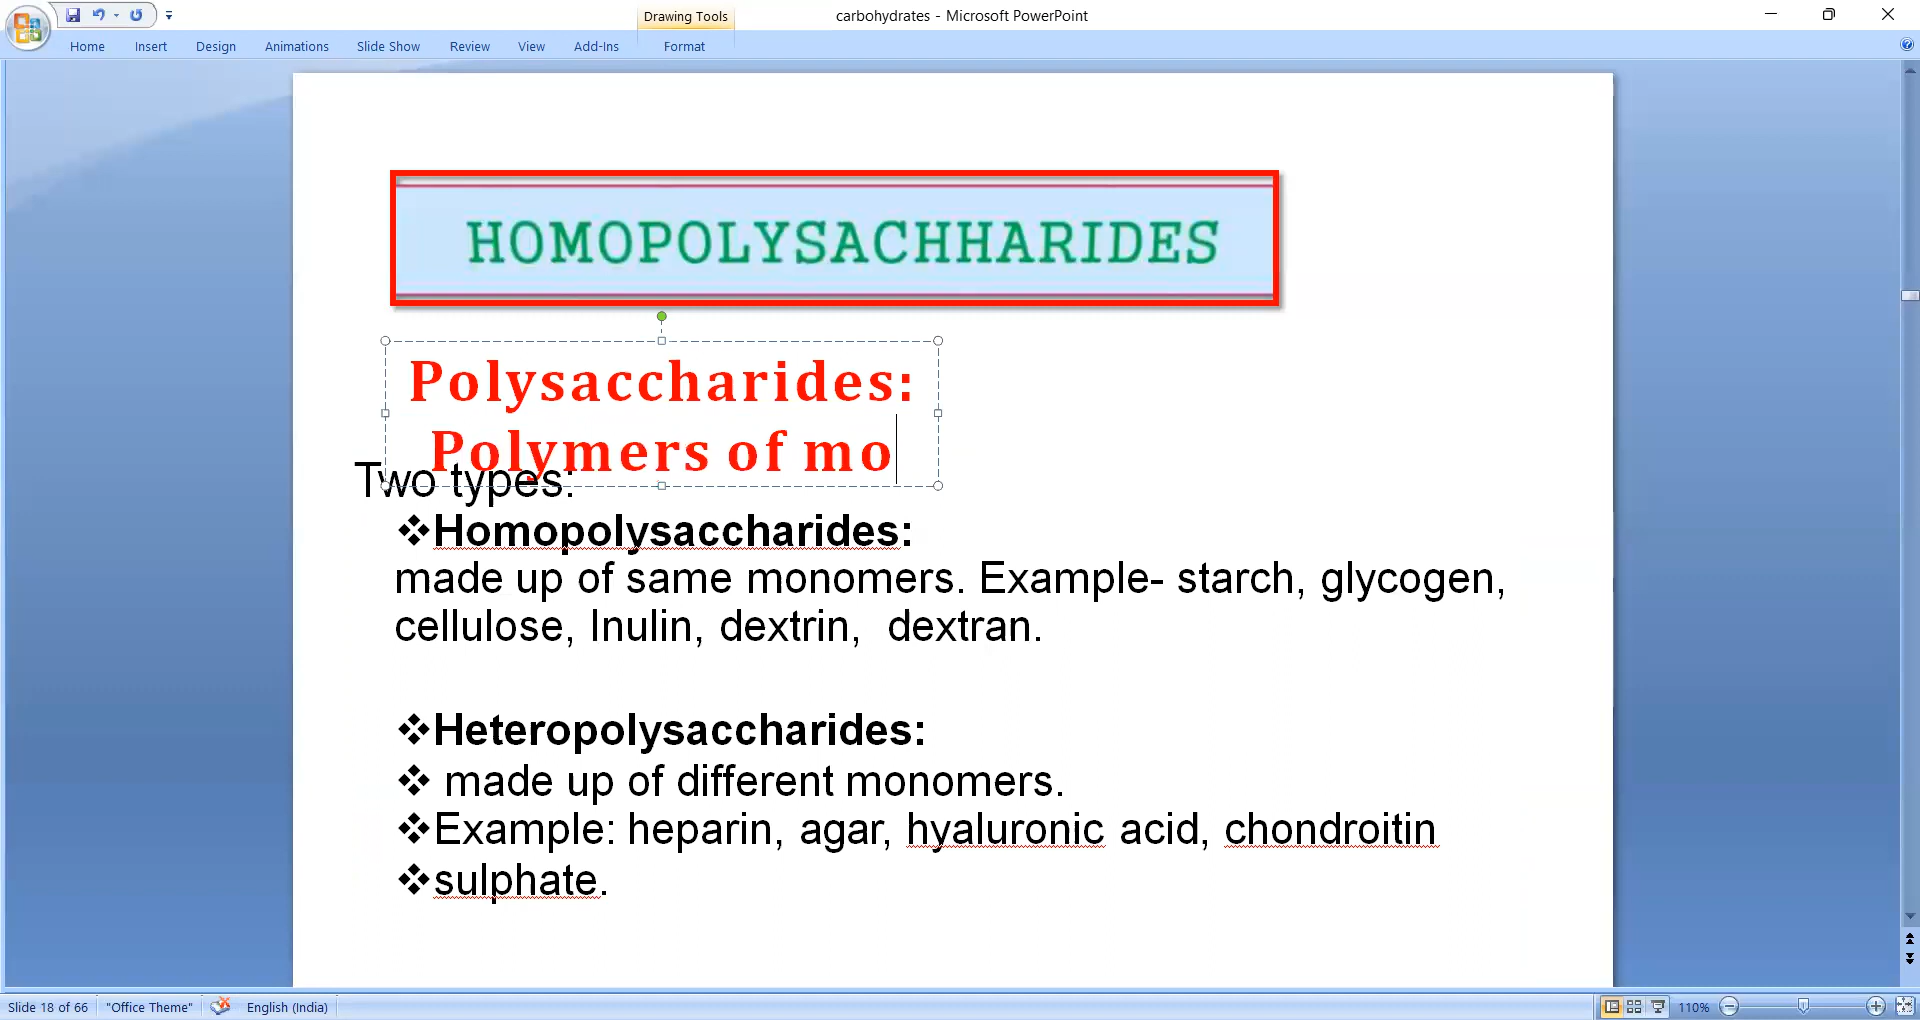 Drawing Tools
carbohydrates - Microsoft PowerPoint
Home Insert Design Animations Slide Show Review View Add-Ins Format
HOMOPOLYSACHHARIDES
Polysaccharides:
Polymers of mo
Two types:
❖Homopolysaccharides:
made up of same monomers. Example- starch, glycogen,
cellulose, Inulin, dextrin, dextran.
❖Heteropolysaccharides:
❖ made up of different monomers.
❖Example: heparin, agar, hyaluronic acid, chondroitin
❖sulphate.
Slide 18 of 66 "Office Theme" English (India) 110%